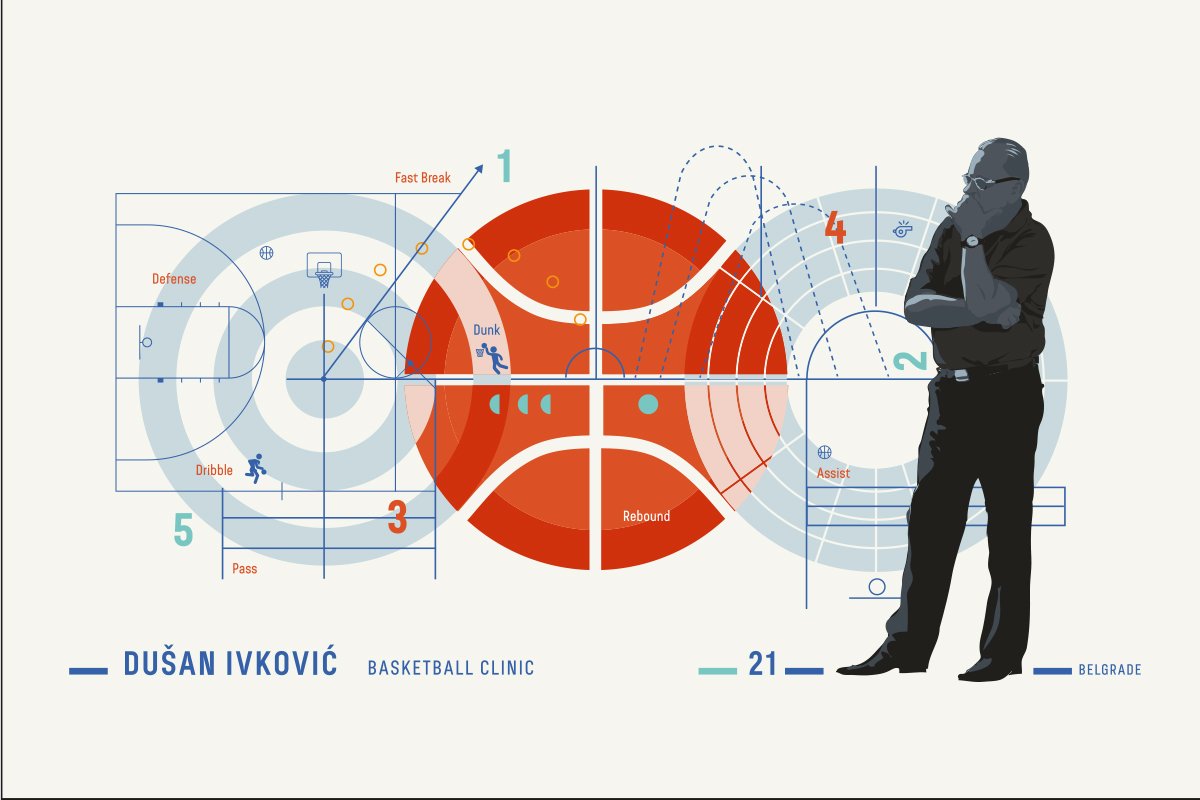 1
Fast Break
4
Defense
Dunk
2
Dribble
Assist
5
3
Rebound
Pass
DUŠAN IVKOVIĆ BASKETBALL CLINIC 21 BELGRADE